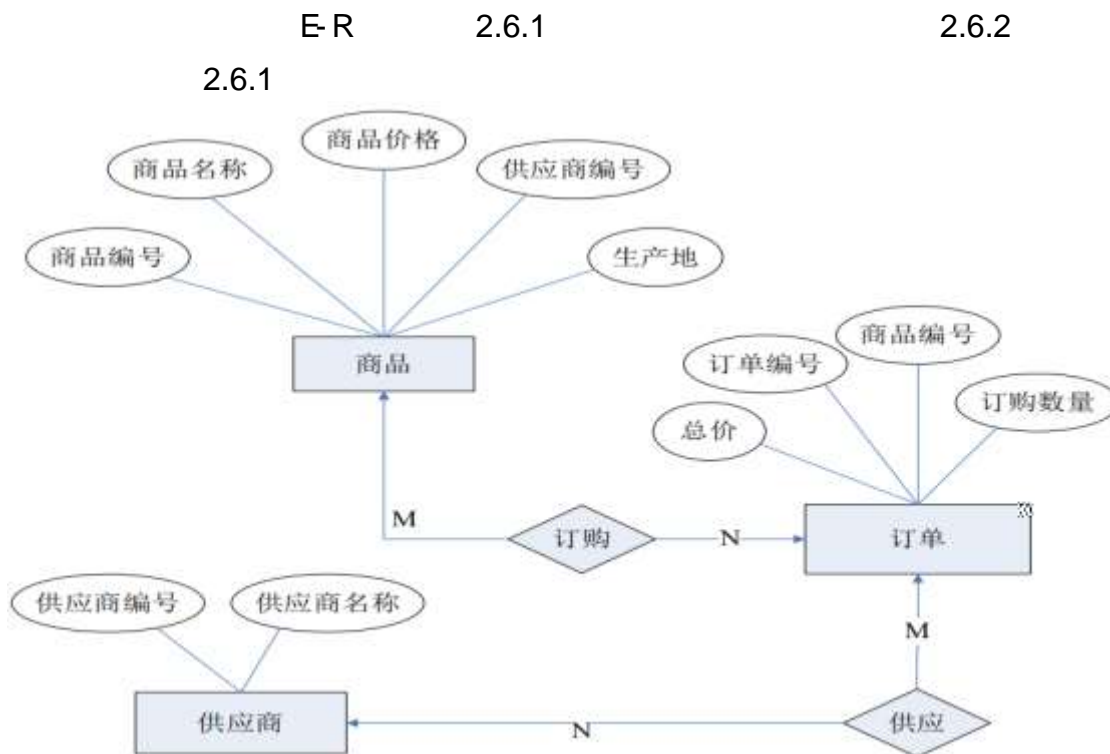 E-R 2.6.1 2.6.2
2.6.1
商品价格
商品名称
供应商编号
商品编号
生产地
商品
商品编号
订单编号
订购数量
总价
M
订购
N
订单
供应商编号
供应商名称
M
供应商
N
供应